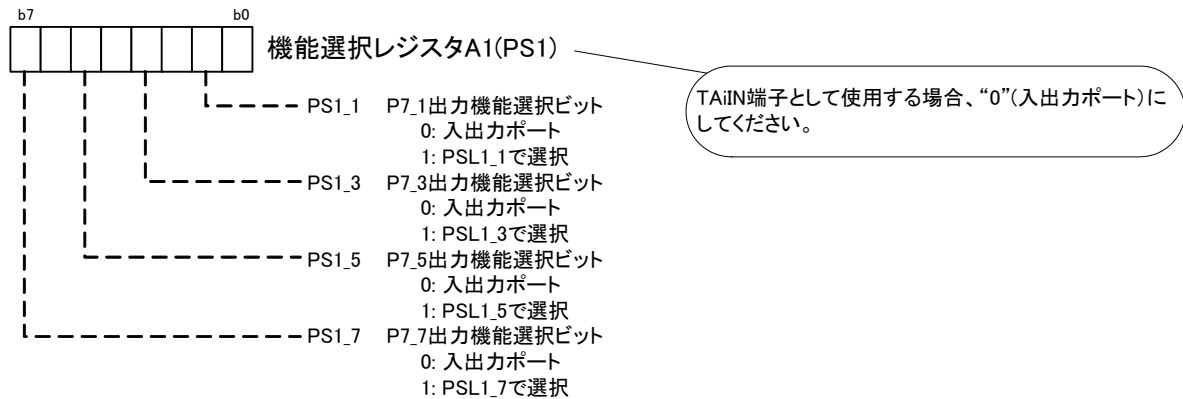 b7 b0
機能選択レジスタA1(PS1)
TAiIN端子として使用する場合、“0”(入出力ポート)に
してください。
PS1_1 P7_1出力機能選択ビット
0: 入出力ポート
1: PSL1_1で選択
PS1_3 P7_3出力機能選択ビット
0: 入出力ポート
1: PSL1_3で選択
PS1_5 P7_5出力機能選択ビット
0: 入出力ポート
1: PSL1_5で選択
PS1_7 P7_7出力機能選択ビット
0: 入出力ポート
1: PSL1_7で選択